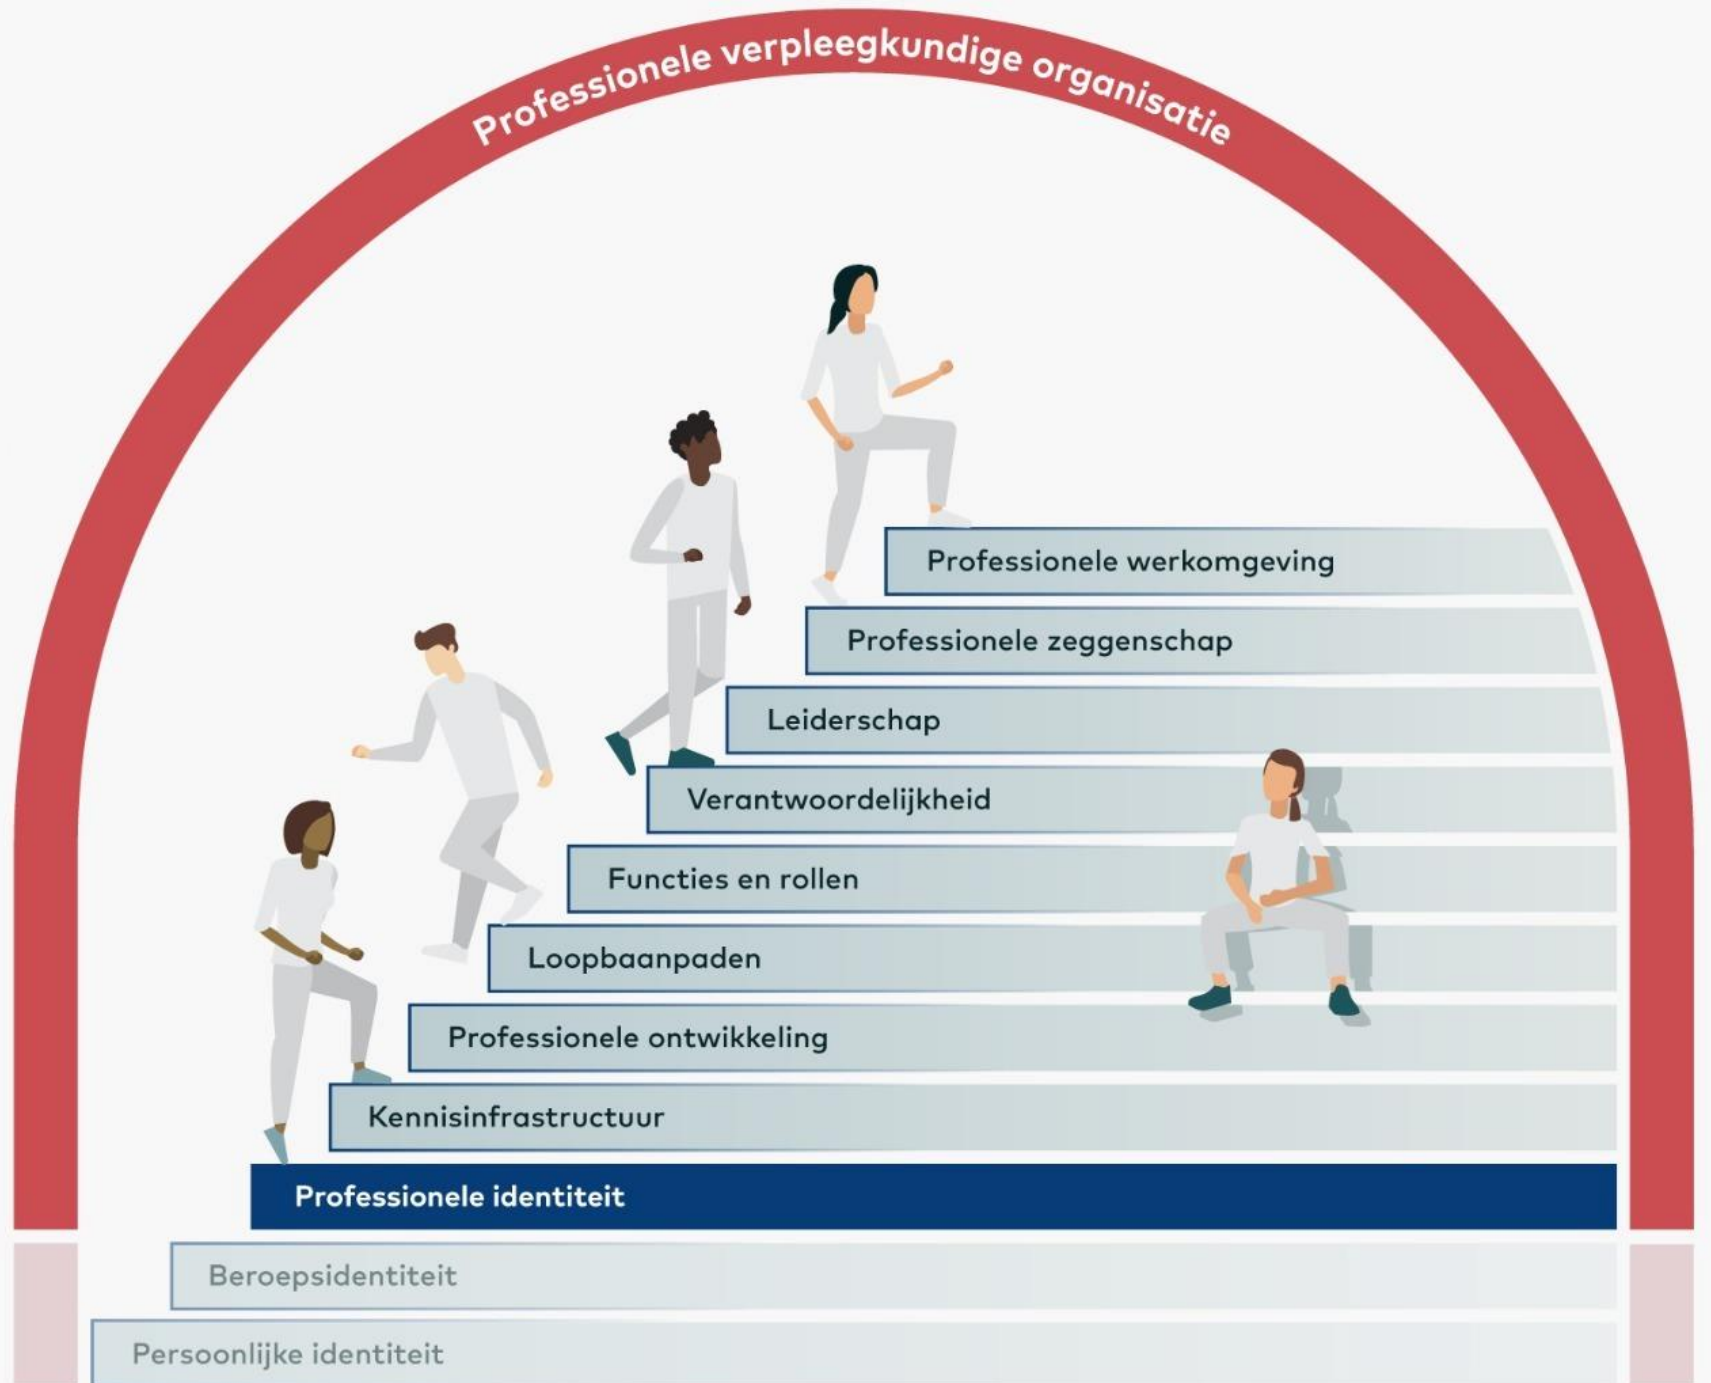 Professionele verpleegkundige organisatie
Professionele werkomgeving
Professionele zeggenschap
Leiderschap
Verantwoordelijkheid
Functies en rollen
Loopbaanpaden
Professionele ontwikkeling
Kennisinfrastructuur
Professionele identiteit
Beroepsidentiteit
Persoonlijke identiteit